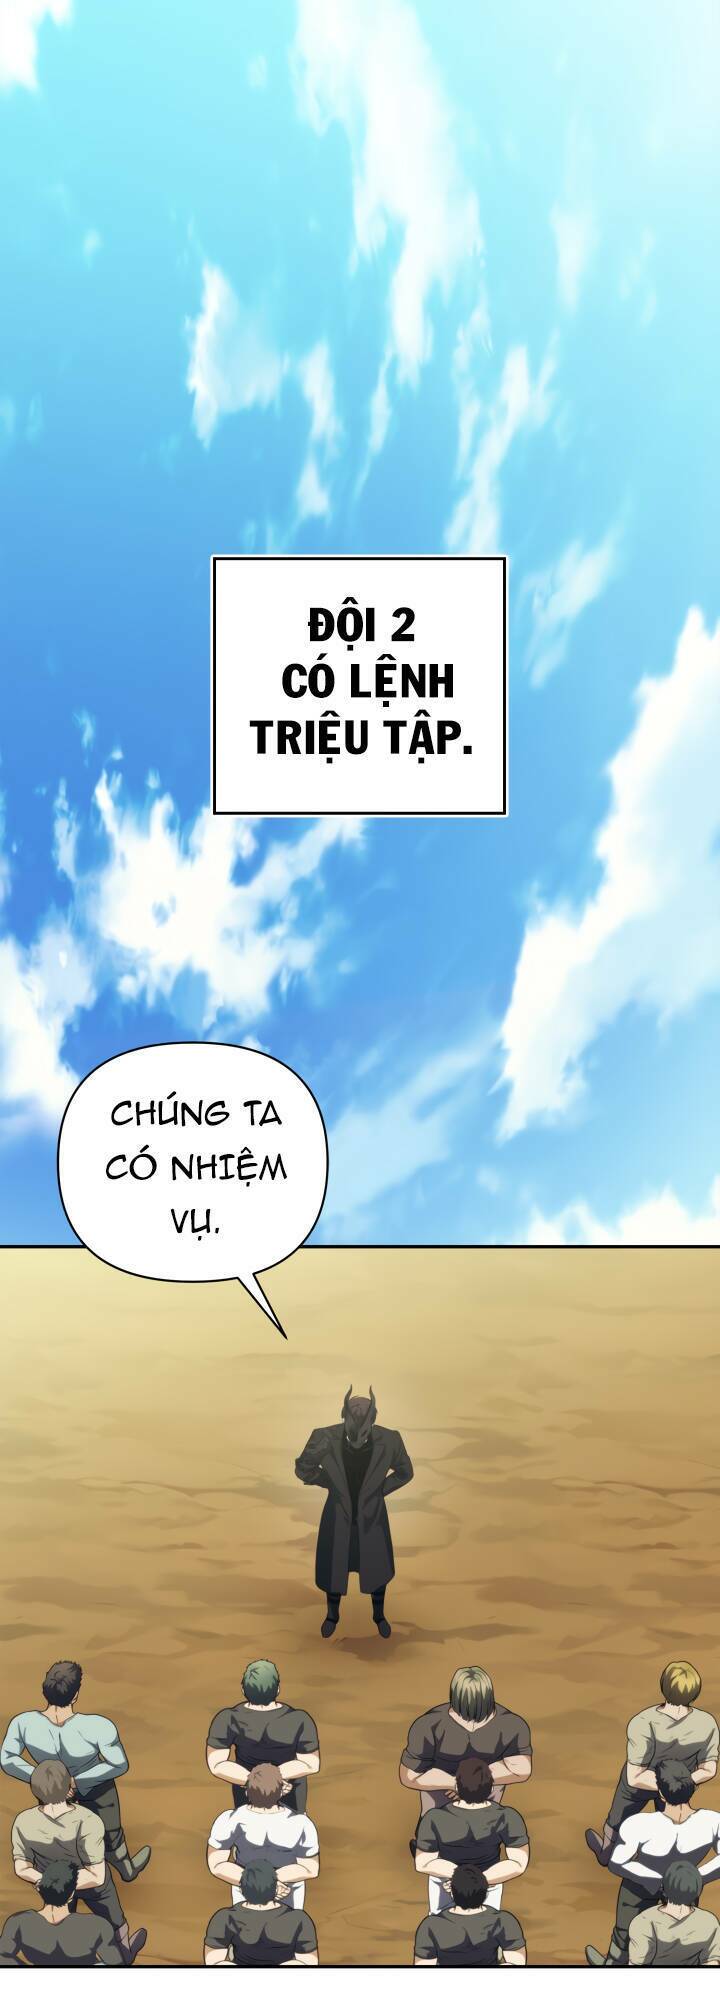 ĐỘI 2
CÓ LỆNH
TRIỆU TẬP.
CHÚNG TA
CÓ NHIỆM
VỤ.